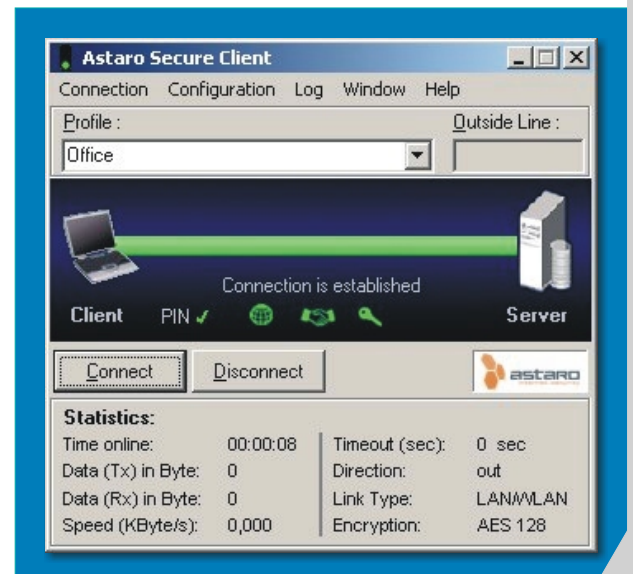 Astaro Secure Client
Connection Configuration Log Window Help
Profile : Outside Line :
Office
Connection is established
Client PIN Server
Connect Disconnect astaro
Statistics:
Time online: 00:00:08 Timeout (sec): 0 sec
Data (Tx) in Byte: 0 Direction: out
Data (Rx) in Byte: 0 Link Type: LAN/WLAN
Speed (KByte/s): 0,000 Encryption: AES 128